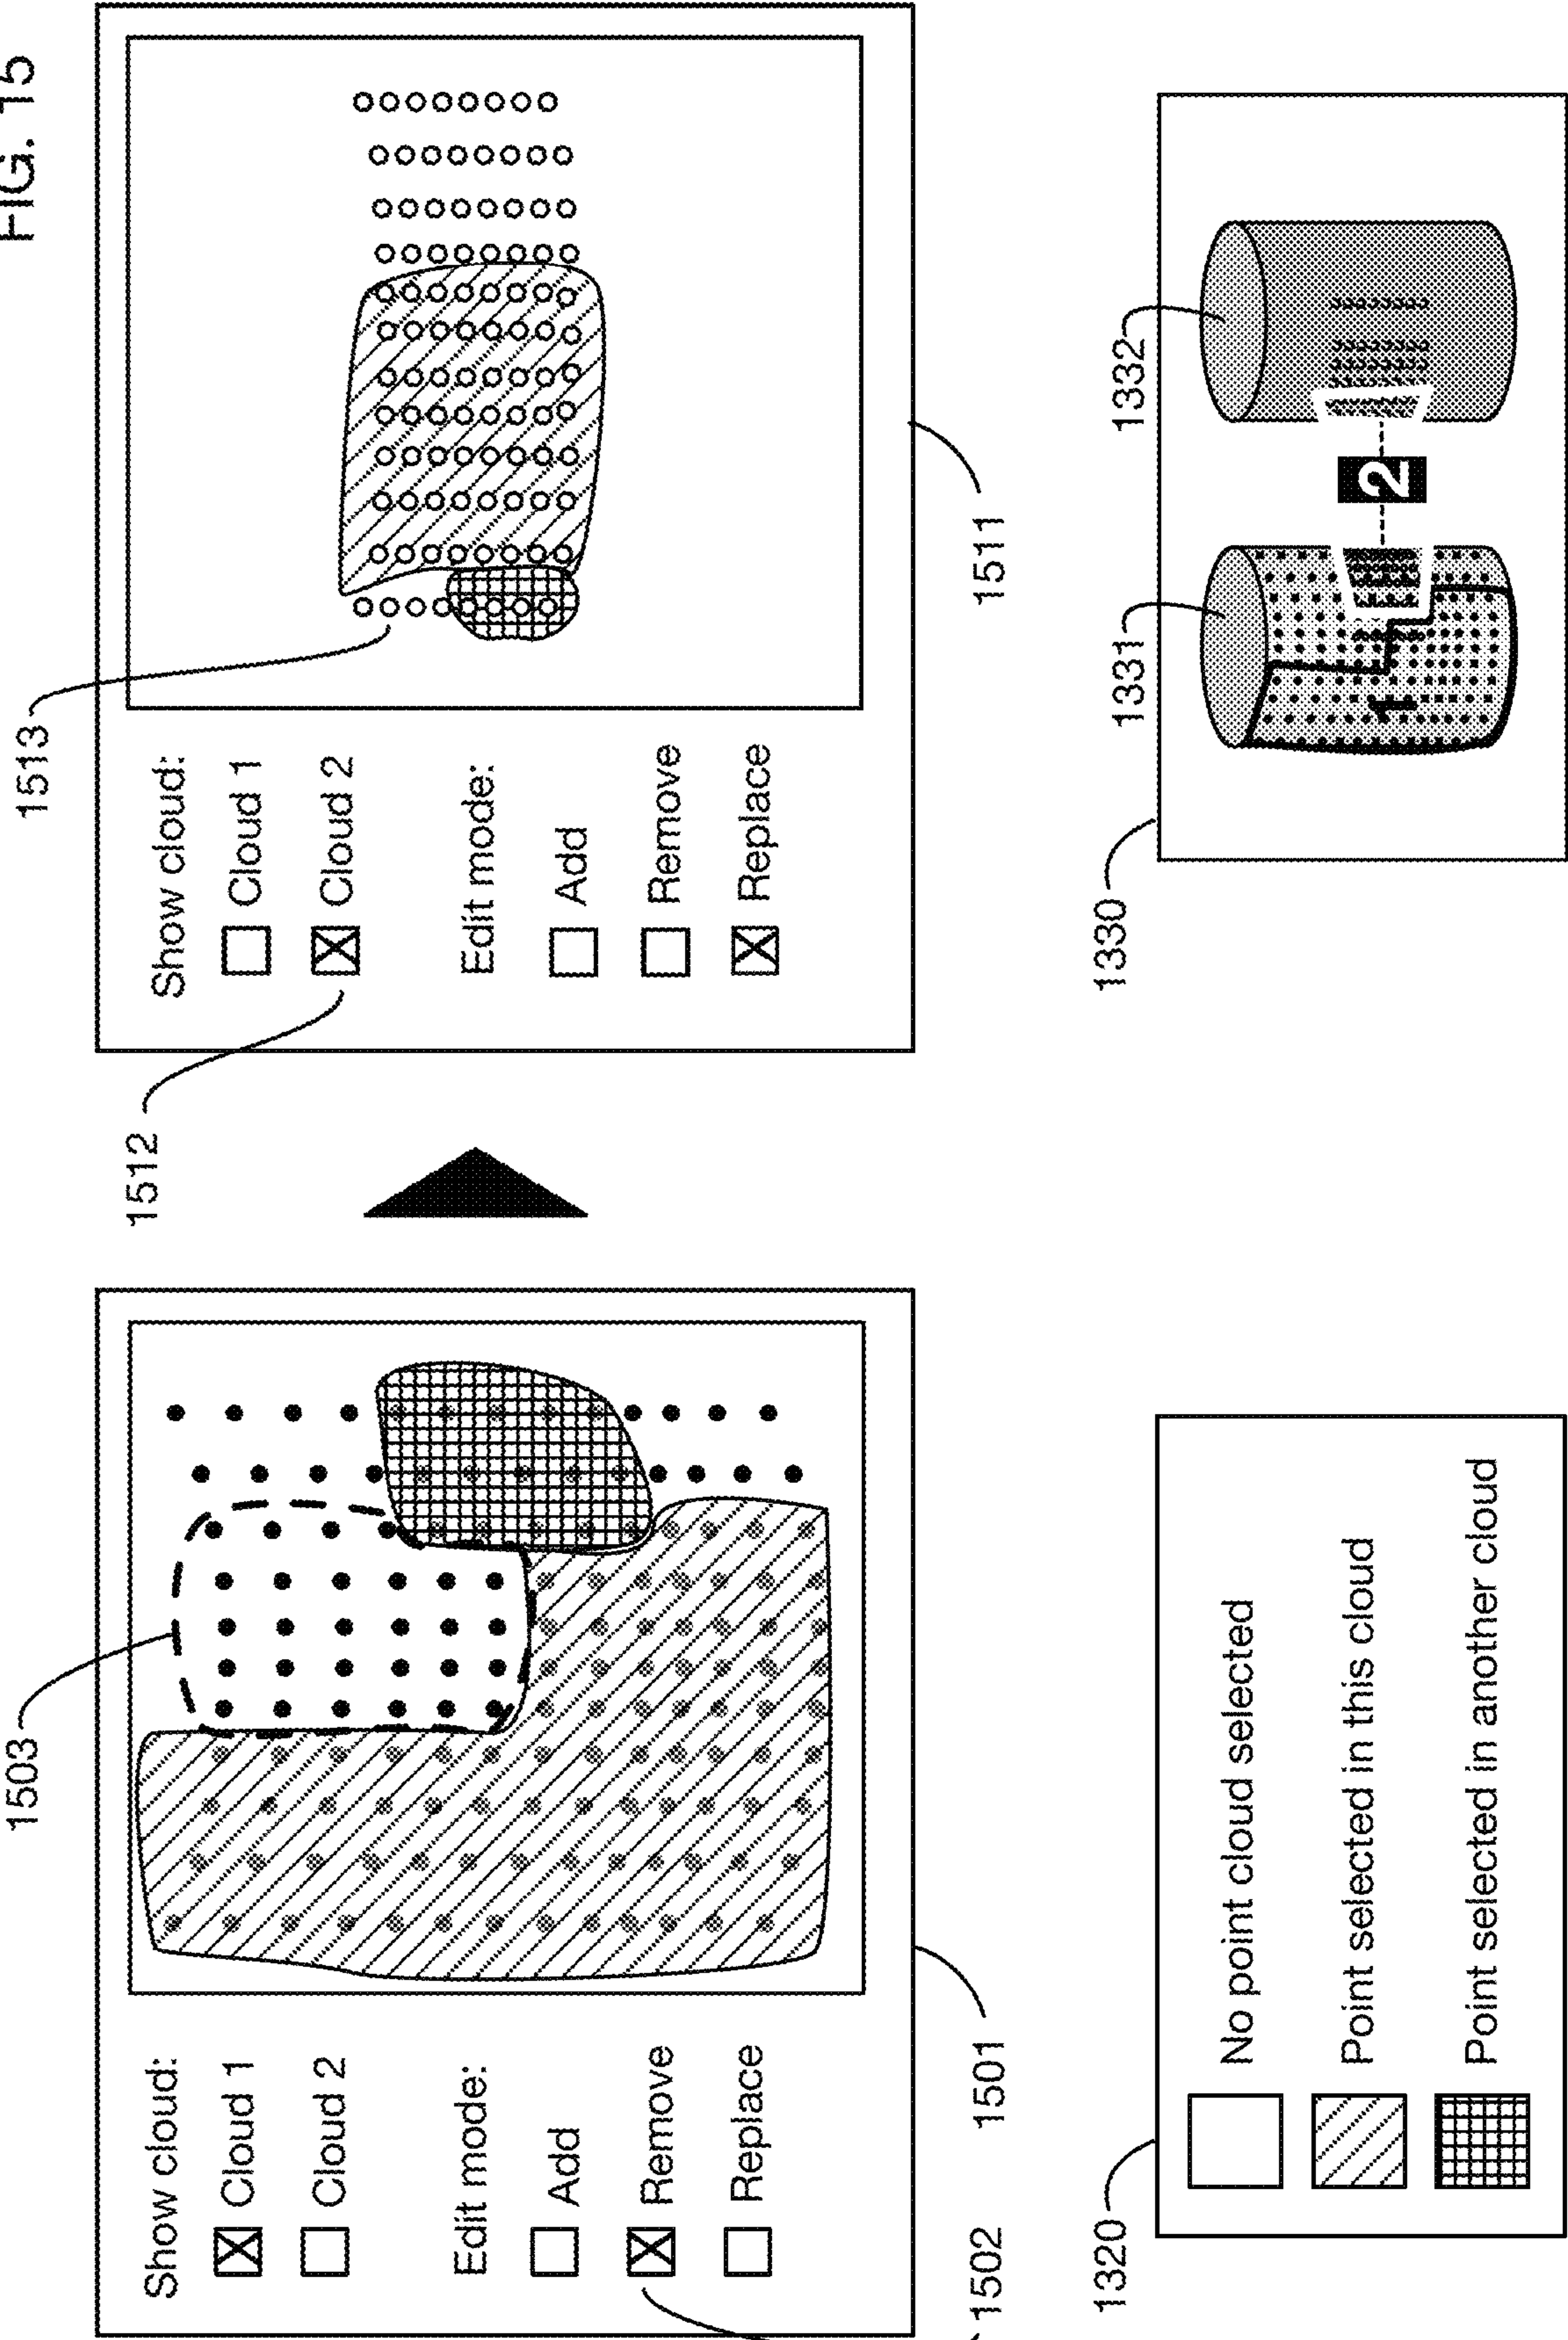 FIG. 15
1503
Show cloud:
Cloud 1
Cloud 2
Edit mode:
Add
Remove
Replace
1502
1501
1512
1513
Show cloud:
Cloud 1
Cloud 2
Edit mode:
Add
Remove
Replace
1511
1320
No point cloud selected
Point selected in this cloud
Point selected in another cloud
1330
1331
1332
1
2